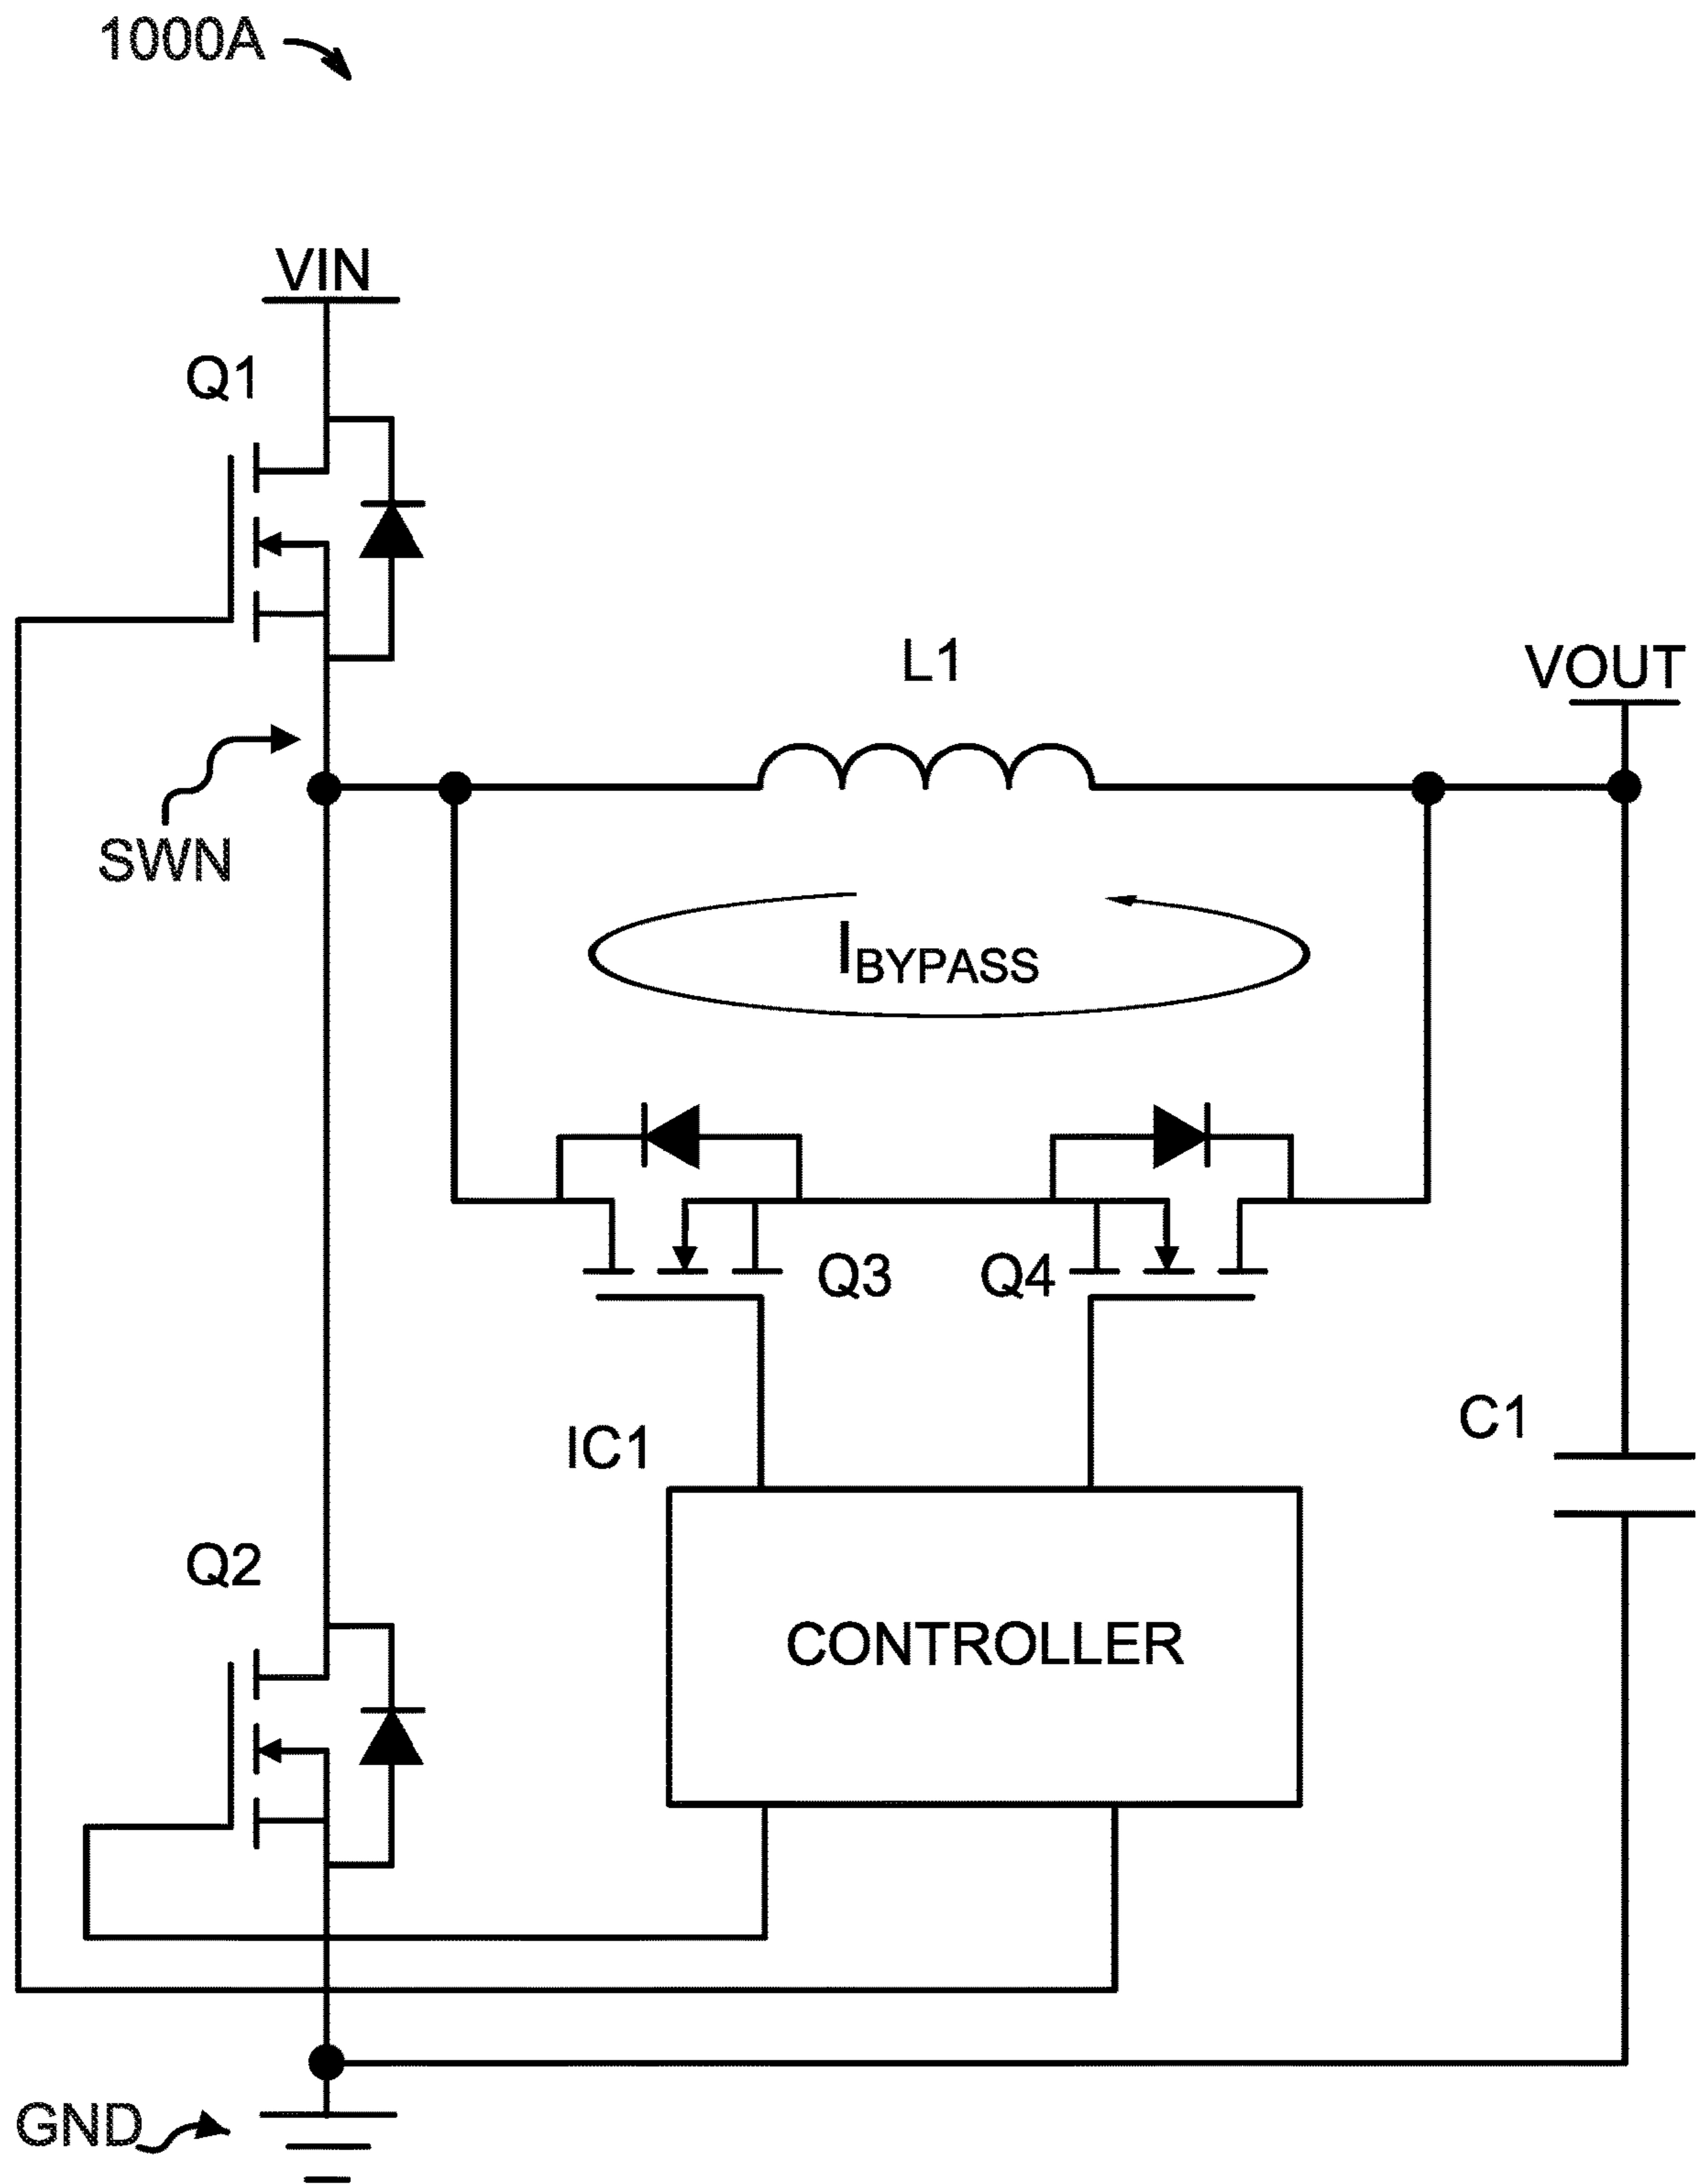 1000A
VIN
Q1
L1
VOUT
SWN
IBYPASS
Q3
Q4
IC1
C1
Q2
CONTROLLER
GND